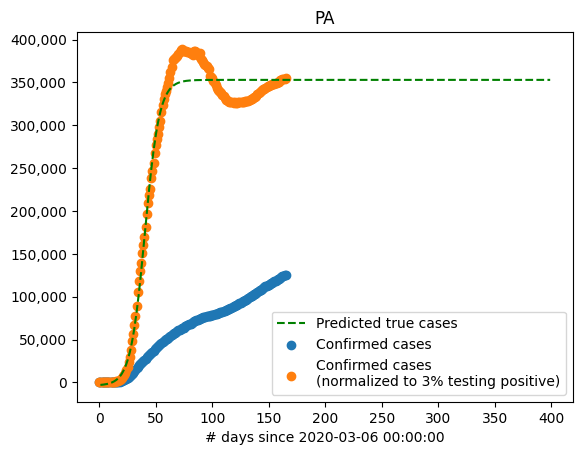 PA
400,000
350,000
300,000
250,000
200,000
150,000
100,000
50,000
0
Predicted true cases
Confirmed cases
Confirmed cases
(normalized to 3% testing positive)
0 50 100 150 200 250 300 350 400
# days since 2020-03-06 00:00:00